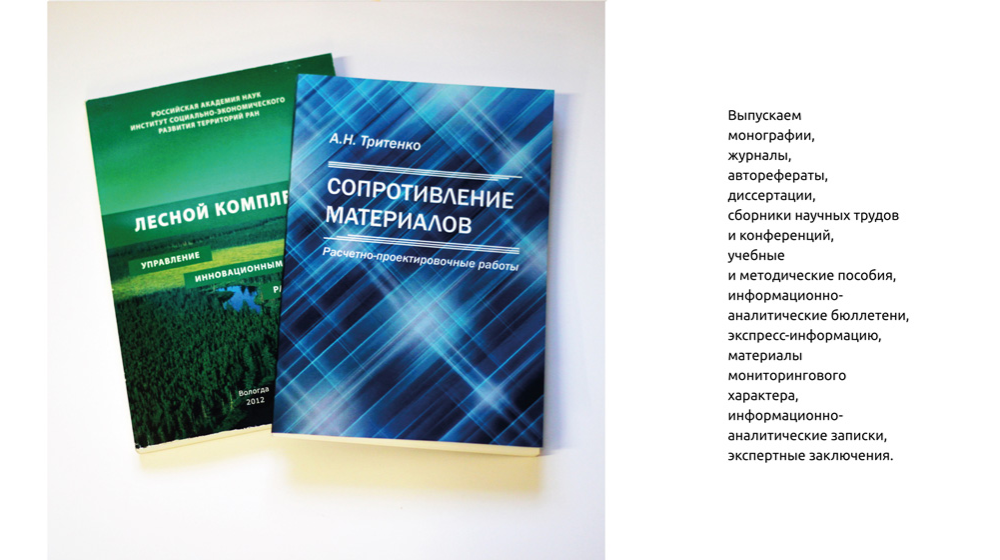 РОССИЙСКАЯ АКАДЕМИЯ НАУК
ИНСТИТУТ СОЦИАЛЬНО-ЭКОНОМИЧЕСКОГО
РАЗВИТИЯ ТЕРРИТОРИЙ РАН
ЛЕСНОЙ КОМПЛЕ
УПРАВЛЕНИЕ
ИННОВАЦИОННЫМ
Вологда
2012
А.Н. Тритенко
СОПРОТИВЛЕНИЕ
МАТЕРИАЛОВ
Расчетно-проектировочные работы
Выпускаем
монографии,
журналы,
авторефераты,
диссертации,
сборники научных трудов
и конференций,
учебные
и методические пособия,
информационно-
аналитические бюллетени,
экспресс-информацию,
материалы
мониторингового
характера,
информационно-
аналитические записки,
экспертные заключения.